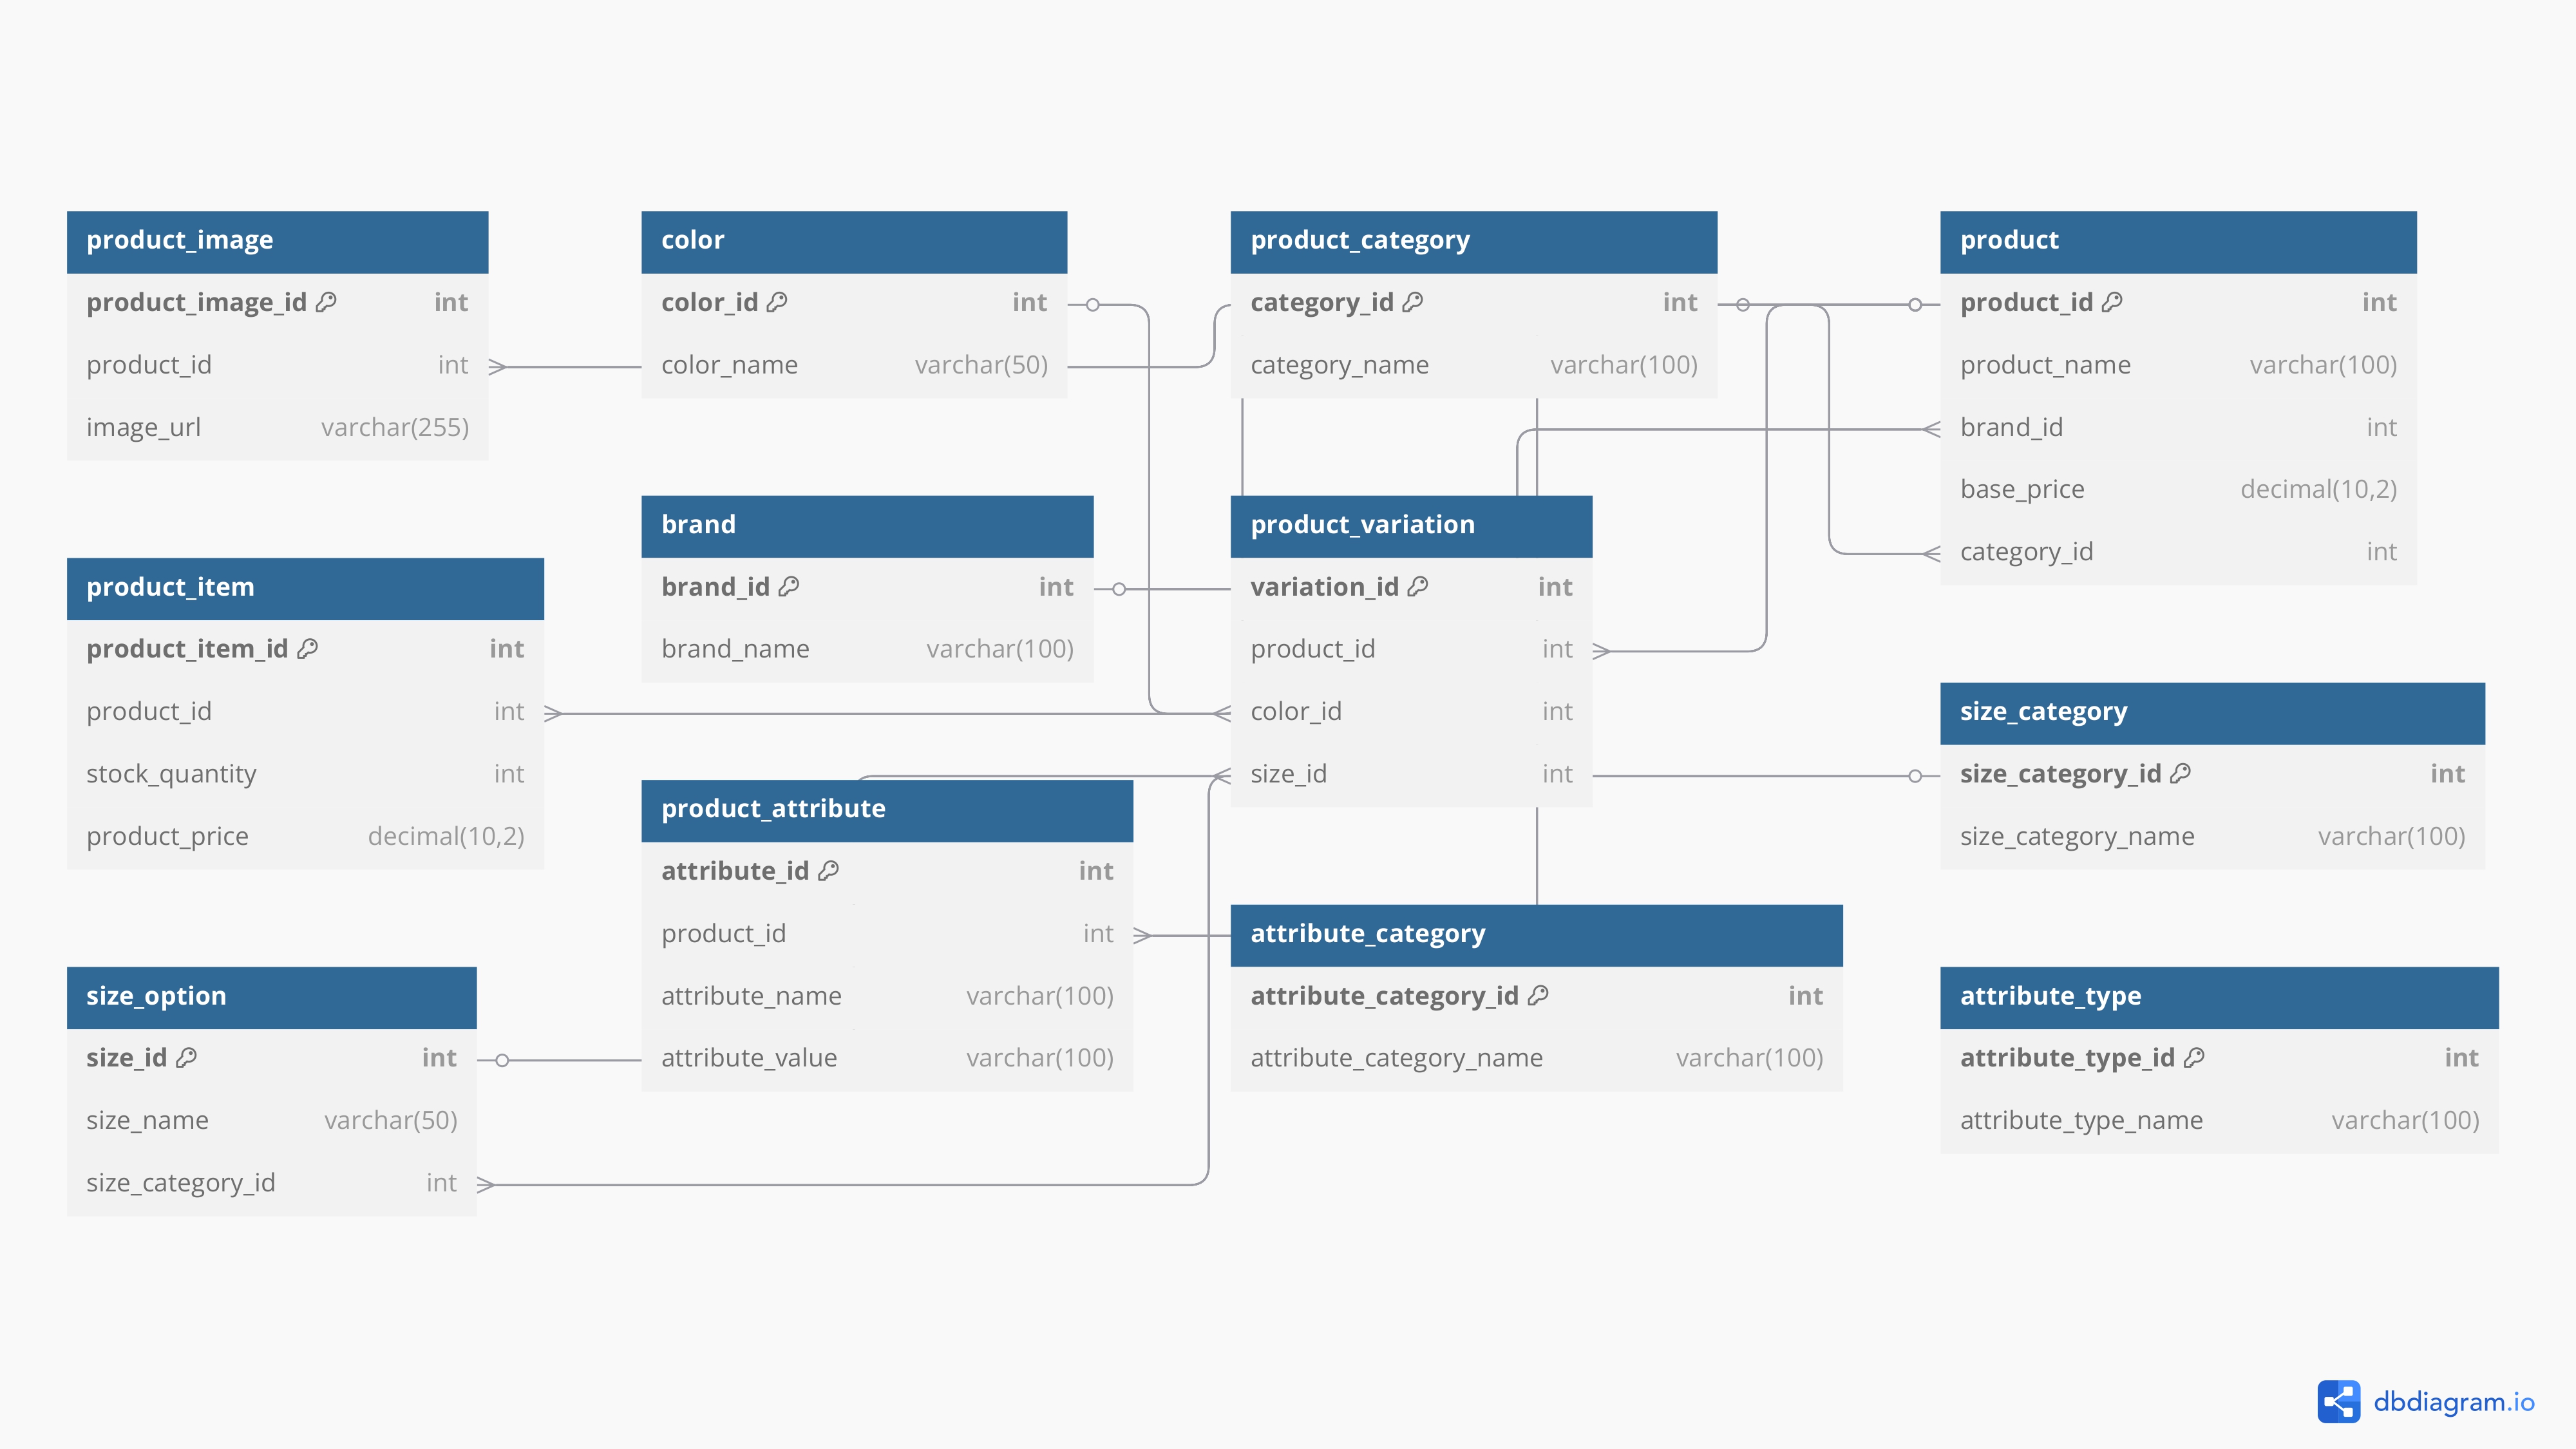 product_image
product_image_id int
product_id int
image_url varchar(255)
color
color_id int
color_name varchar(50)
product_category
category_id int
category_name varchar(100)
product
product_id int
product_name varchar(100)
brand_id int
base_price decimal(10,2)
category_id int
product_item
product_item_id int
product_id int
stock_quantity int
product_price decimal(10,2)
brand
brand_id int
brand_name varchar(100)
product_variation
variation_id int
product_id int
color_id int
size_id int
size_category
size_category_id int
size_category_name varchar(100)
product_attribute
attribute_id int
product_id int
attribute_name varchar(100)
attribute_value varchar(100)
size_option
size_id int
size_name varchar(50)
size_category_id int
attribute_category
attribute_category_id int
attribute_category_name varchar(100)
attribute_type
attribute_type_id int
attribute_type_name varchar(100)
dbdiagram.io